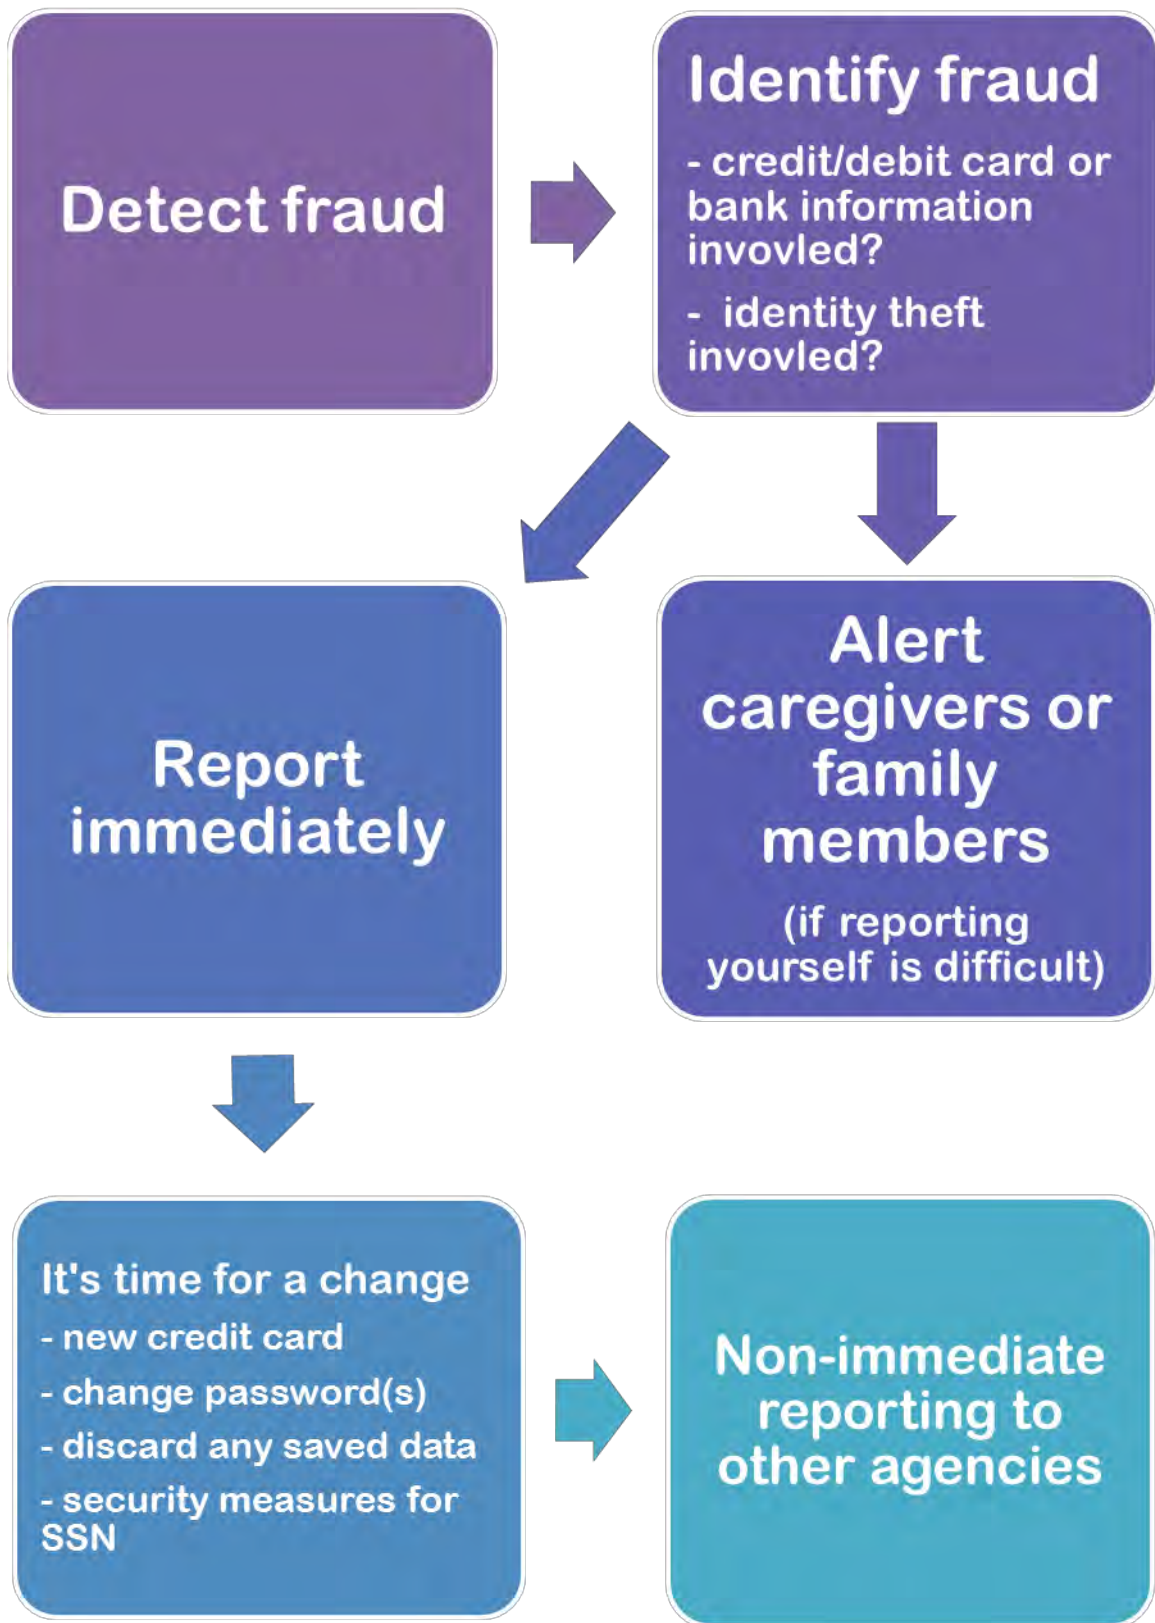 Detect fraud
Identify fraud
- credit/debit card or
bank information
invovled?
- identity theft
invovled?
Report
immediately
Alert
caregivers or
family
members
(if reporting
yourself is difficult)
It's time for a change
- new credit card
- change password(s)
- discard any saved data
- security measures for
SSN
Non-immediate
reporting to
other agencies